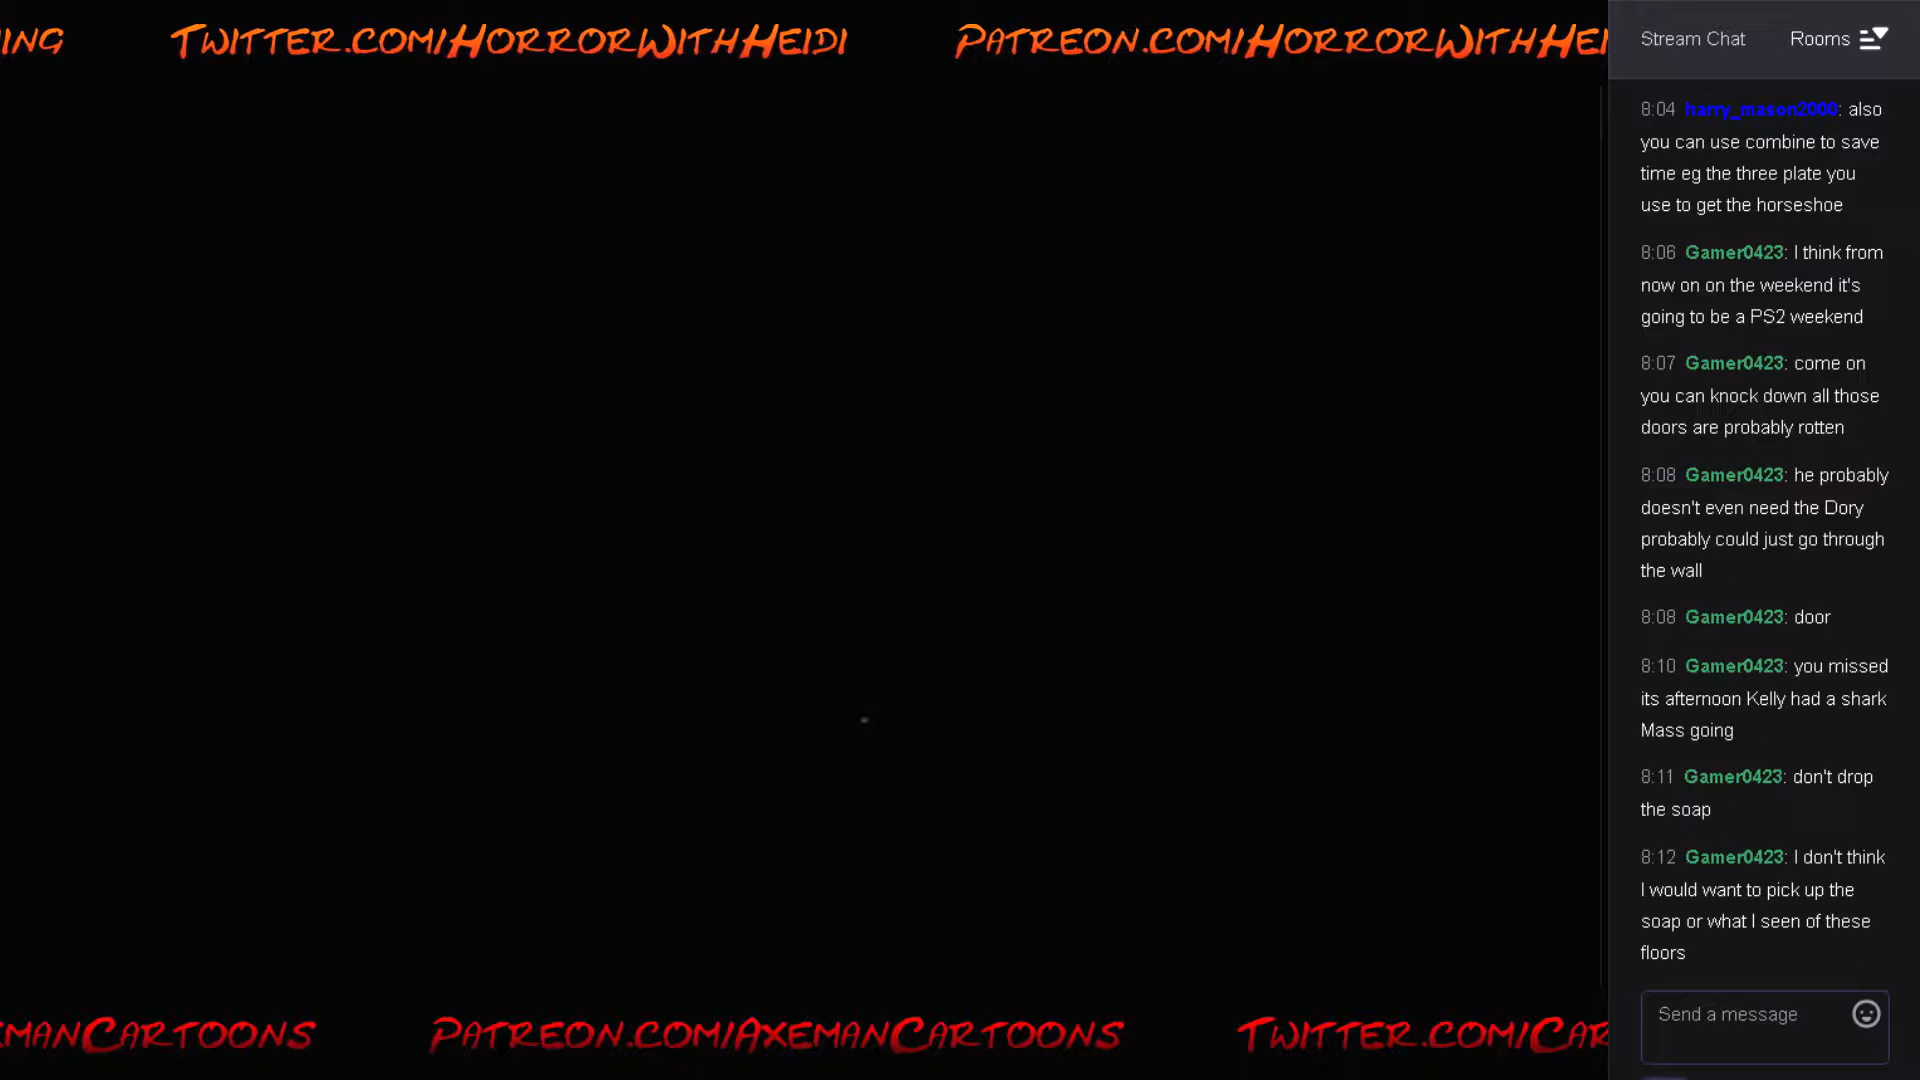 ING Twitter.com/HorrorWithHeidi Patreon.com/HorrorWithHei
Stream Chat Rooms
8:04 harry_mason2000: also
you can use combine to save
time eg the three plate you
use to get the horseshoe
8:06 Gamer0423: I think from
now on on the weekend it's
going to be a PS2 weekend
8:07 Gamer0423: come on
you can knock down all those
doors are probably rotten
8:08 Gamer0423: he probably
doesn't even need the Dory
probably could just go through
the wall
8:08 Gamer0423: door
8:10 Gamer0423: you missed
its afternoon Kelly had a shark
Mass going
8:11 Gamer0423: don't drop
the soap
8:12 Gamer0423: I don't think
I would want to pick up the
soap or what I seen of these
floors
Send a message
manCartoons Patreon.com/AxemanCartoons Twitter.com/Car